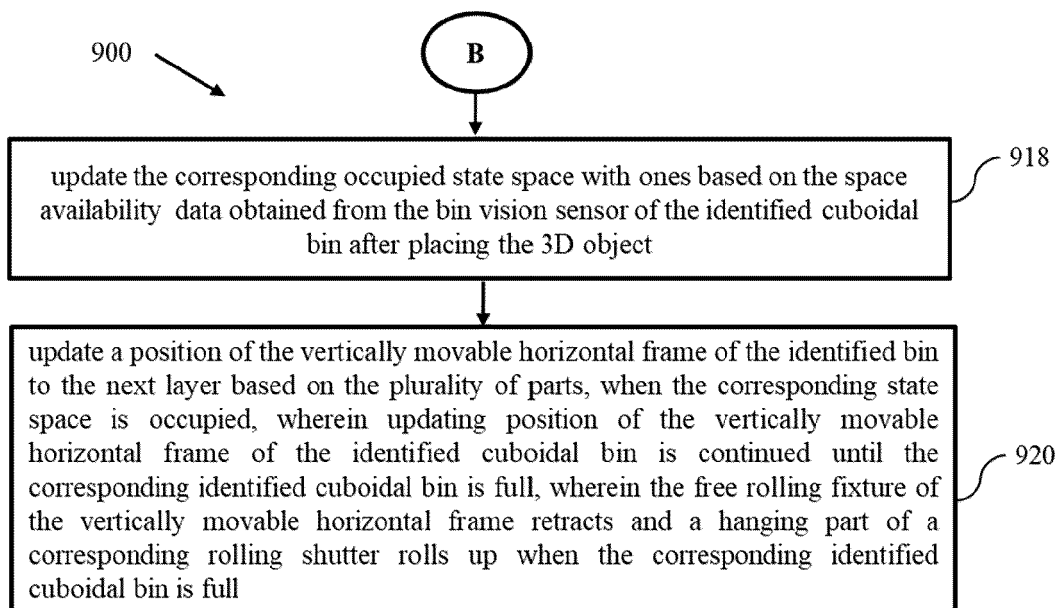 900
B
update the corresponding occupied state space with ones based on the space
availability data obtained from the bin vision sensor of the identified cuboidal
bin after placing the 3D object
918
update a position of the vertically movable horizontal frame of the identified bin
to the next layer based on the plurality of parts, when the corresponding state
space is occupied, wherein updating position of the vertically movable
horizontal frame of the identified cuboidal bin is continued until the
corresponding identified cuboidal bin is full, wherein the free rolling fixture of
the vertically movable horizontal frame retracts and a hanging part of a
corresponding rolling shutter rolls up when the corresponding identified
cuboidal bin is full
920